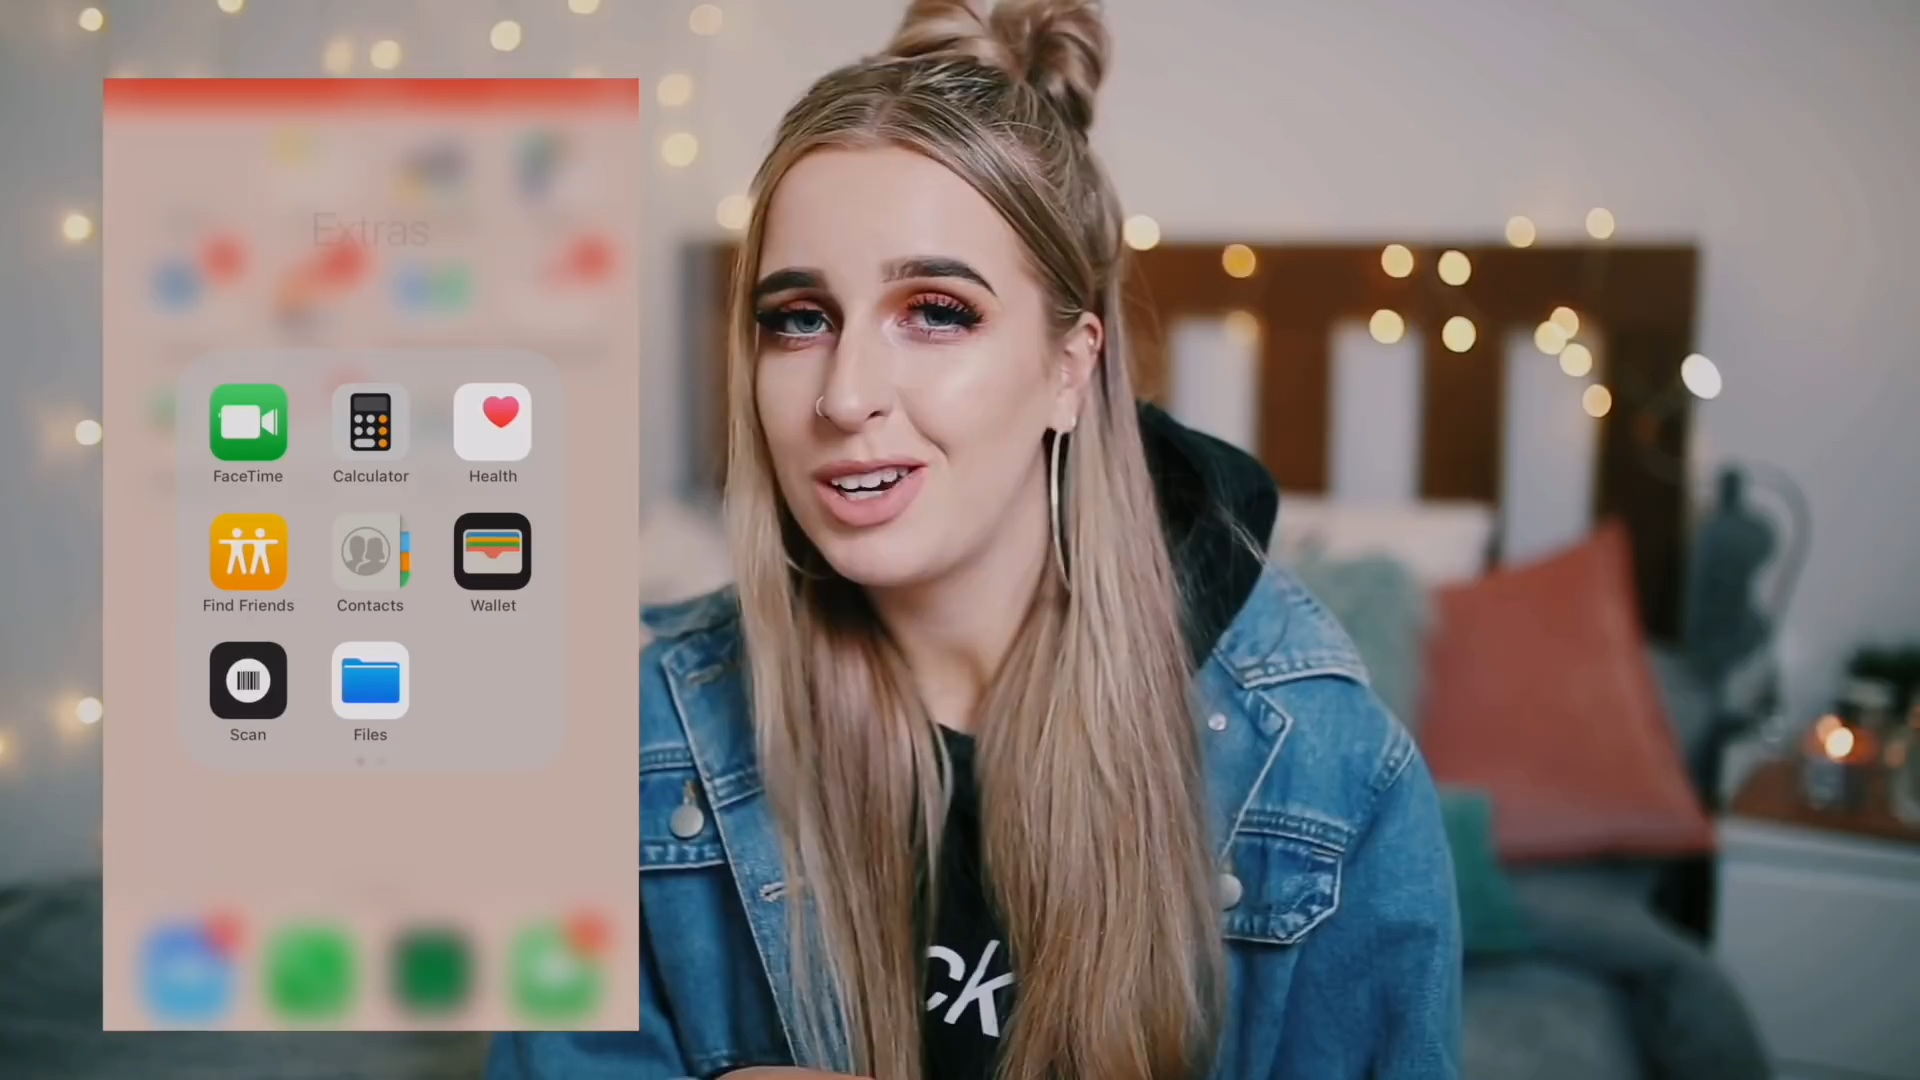 Extras
FaceTime Calculator Health
Find Friends Contacts Wallet
Scan Files
ck